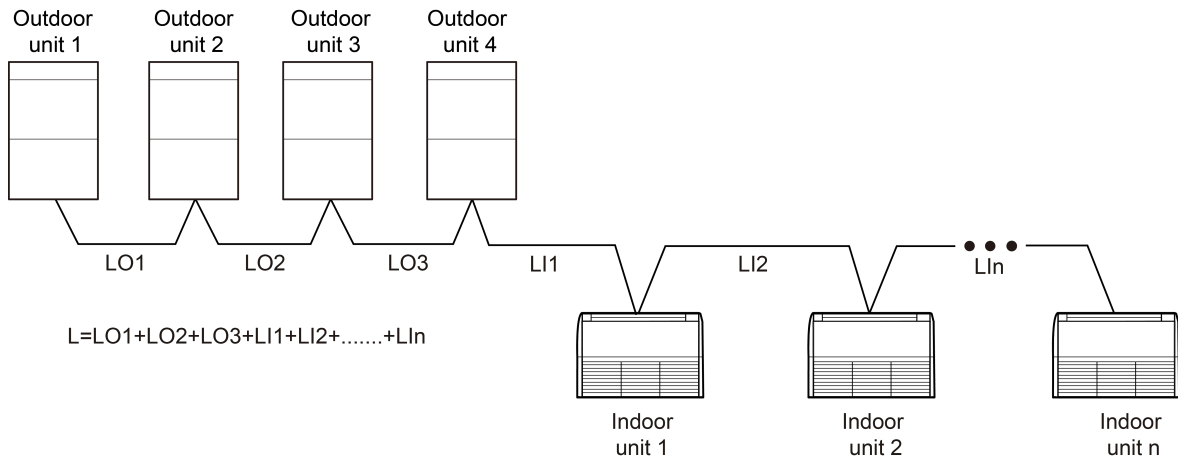 Outdoor
unit 1
Outdoor
unit 2
Outdoor
unit 3
Outdoor
unit 4
LO1
LO2
LO3
LI1
LI2
LIn
L=LO1+LO2+LO3+LI1+LI2+.......+LIn
Indoor
unit 1
Indoor
unit 2
Indoor
unit n